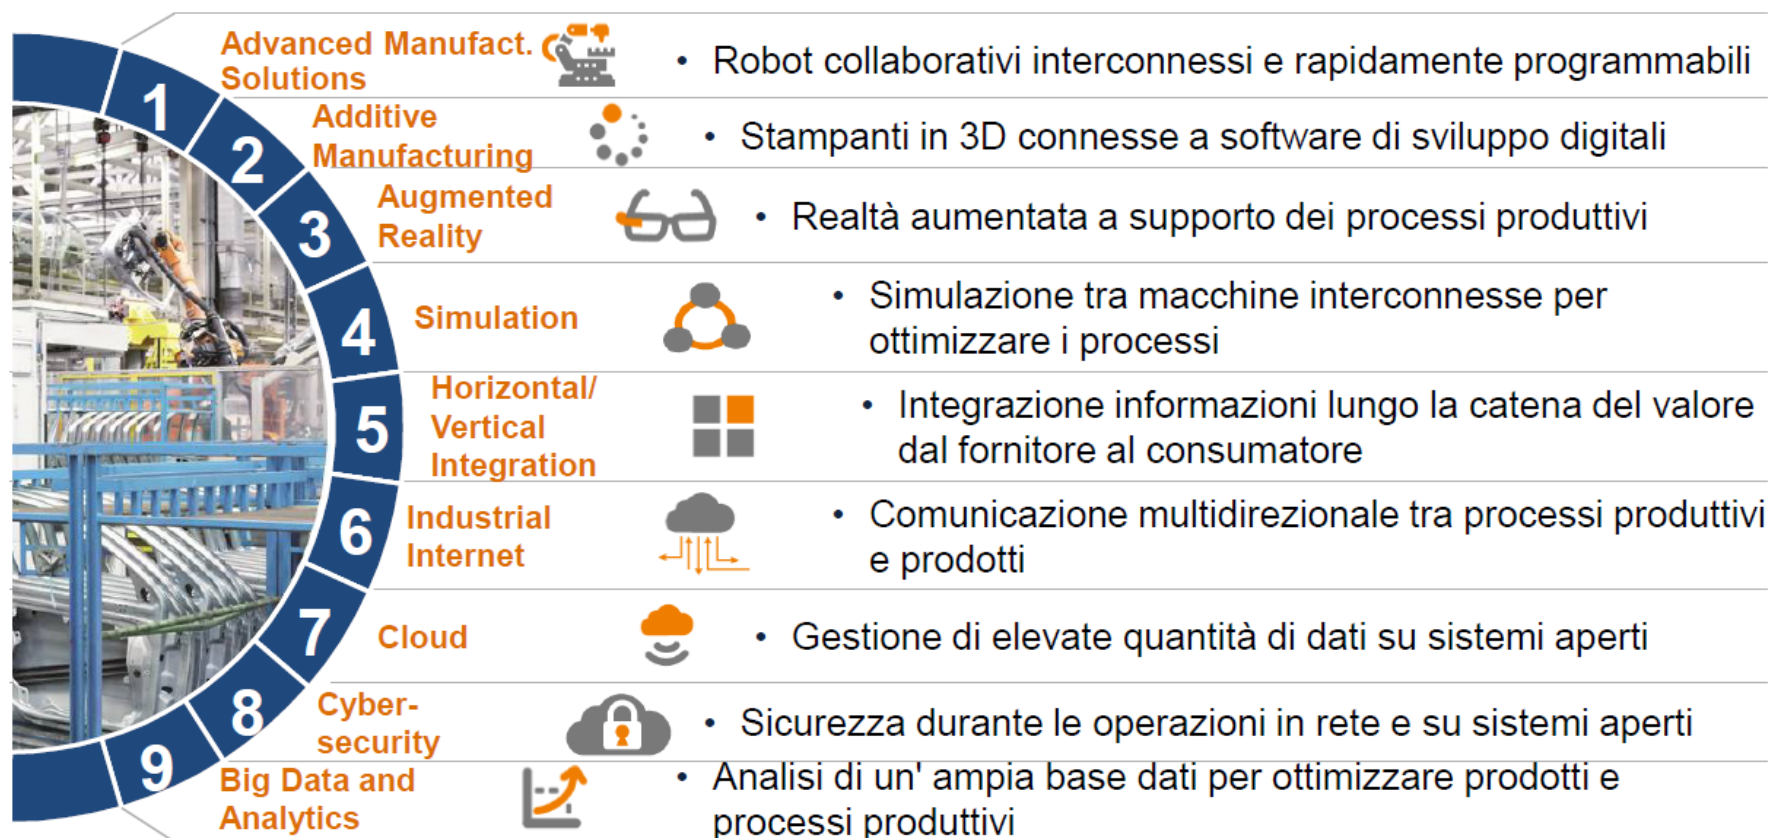 1
Advanced Manufact.
Solutions
• Robot collaborativi interconnessi e rapidamente programmabili
2
Additive
Manufacturing
• Stampanti in 3D connesse a software di sviluppo digitali
3
Augmented
Reality
• Realtà aumentata a supporto dei processi produttivi
4
Simulation
• Simulazione tra macchine interconnesse per
ottimizzare i processi
5
Horizontal/
Vertical
Integration
• Integrazione informazioni lungo la catena del valore
dal fornitore al consumatore
6
Industrial
Internet
• Comunicazione multidirezionale tra processi produttivi
e prodotti
7
Cloud
• Gestione di elevate quantità di dati su sistemi aperti
8
Cyber-
security
• Sicurezza durante le operazioni in rete e su sistemi aperti
9
Big Data and
Analytics
• Analisi di un' ampia base dati per ottimizzare prodotti e
processi produttivi